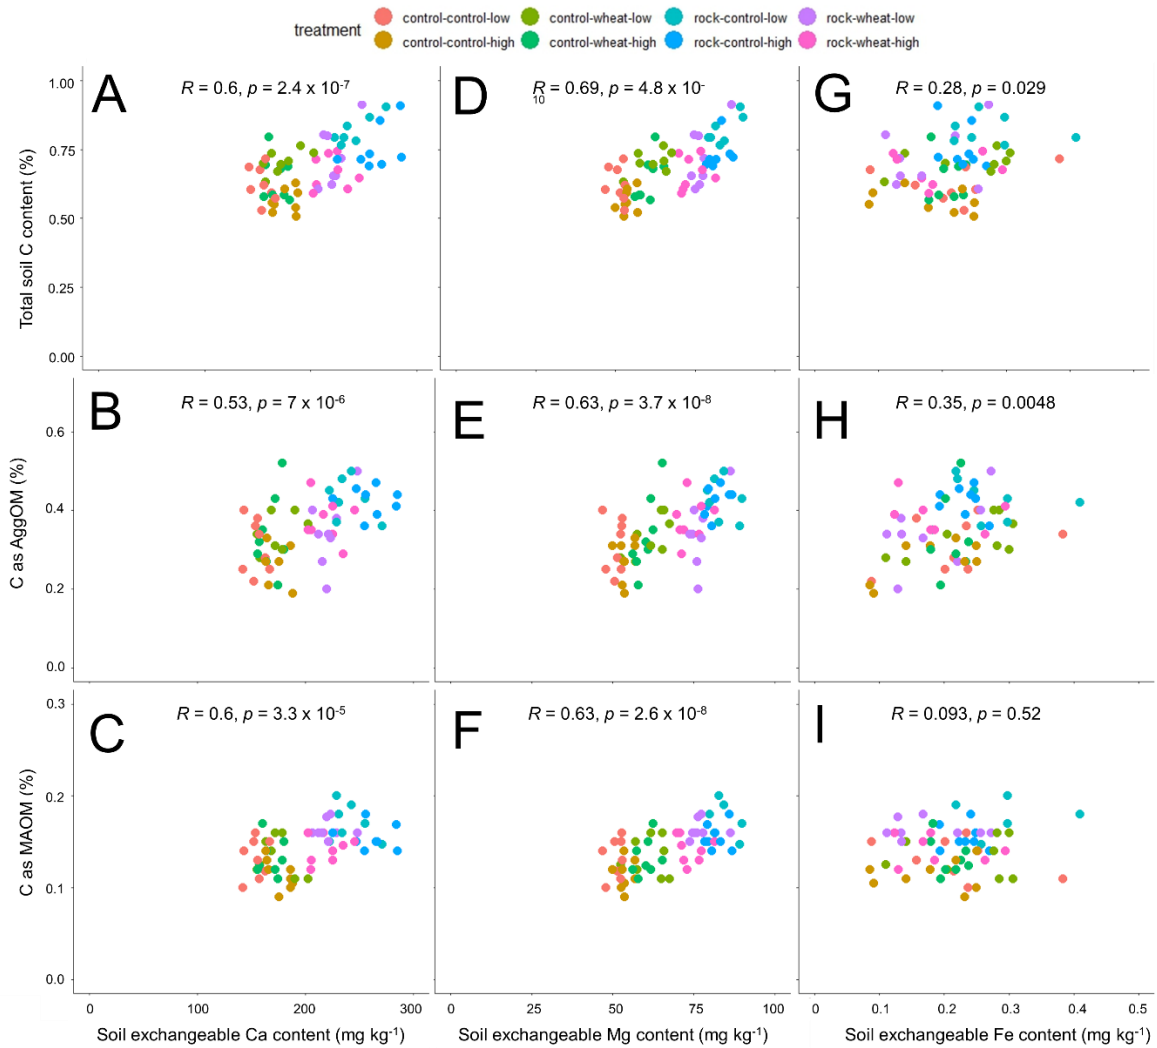 treatment
control-control-low control-wheat-low rock-control-low rock-wheat-low
control-control-high control-wheat-high rock-control-high rock-wheat-high
A
R = 0.6, p = 2.4 x 10-7
D
R = 0.69, p = 4.8 x 10-
10
G
R = 0.28, p = 0.029
1.00
0.75
0.50
0.25
0.00
Total soil C content (%)
B
R = 0.53, p = 7 x 10-6
E
R = 0.63, p = 3.7 x 10-8
H
R = 0.35, p = 0.0048
0.6
0.4
0.2
0.0
C as AggOM (%)
C
R = 0.6, p = 3.3 x 10-5
F
R = 0.63, p = 2.6 x 10-8
I
R = 0.093, p = 0.52
0.3
0.2
0.1
0.0
C as MAOM (%)
0 100 200 300
0 25 50 75 100
0 0.1 0.2 0.3 0.4 0.5
Soil exchangeable Ca content (mg kg-1)
Soil exchangeable Mg content (mg kg-1)
Soil exchangeable Fe content (mg kg-1)